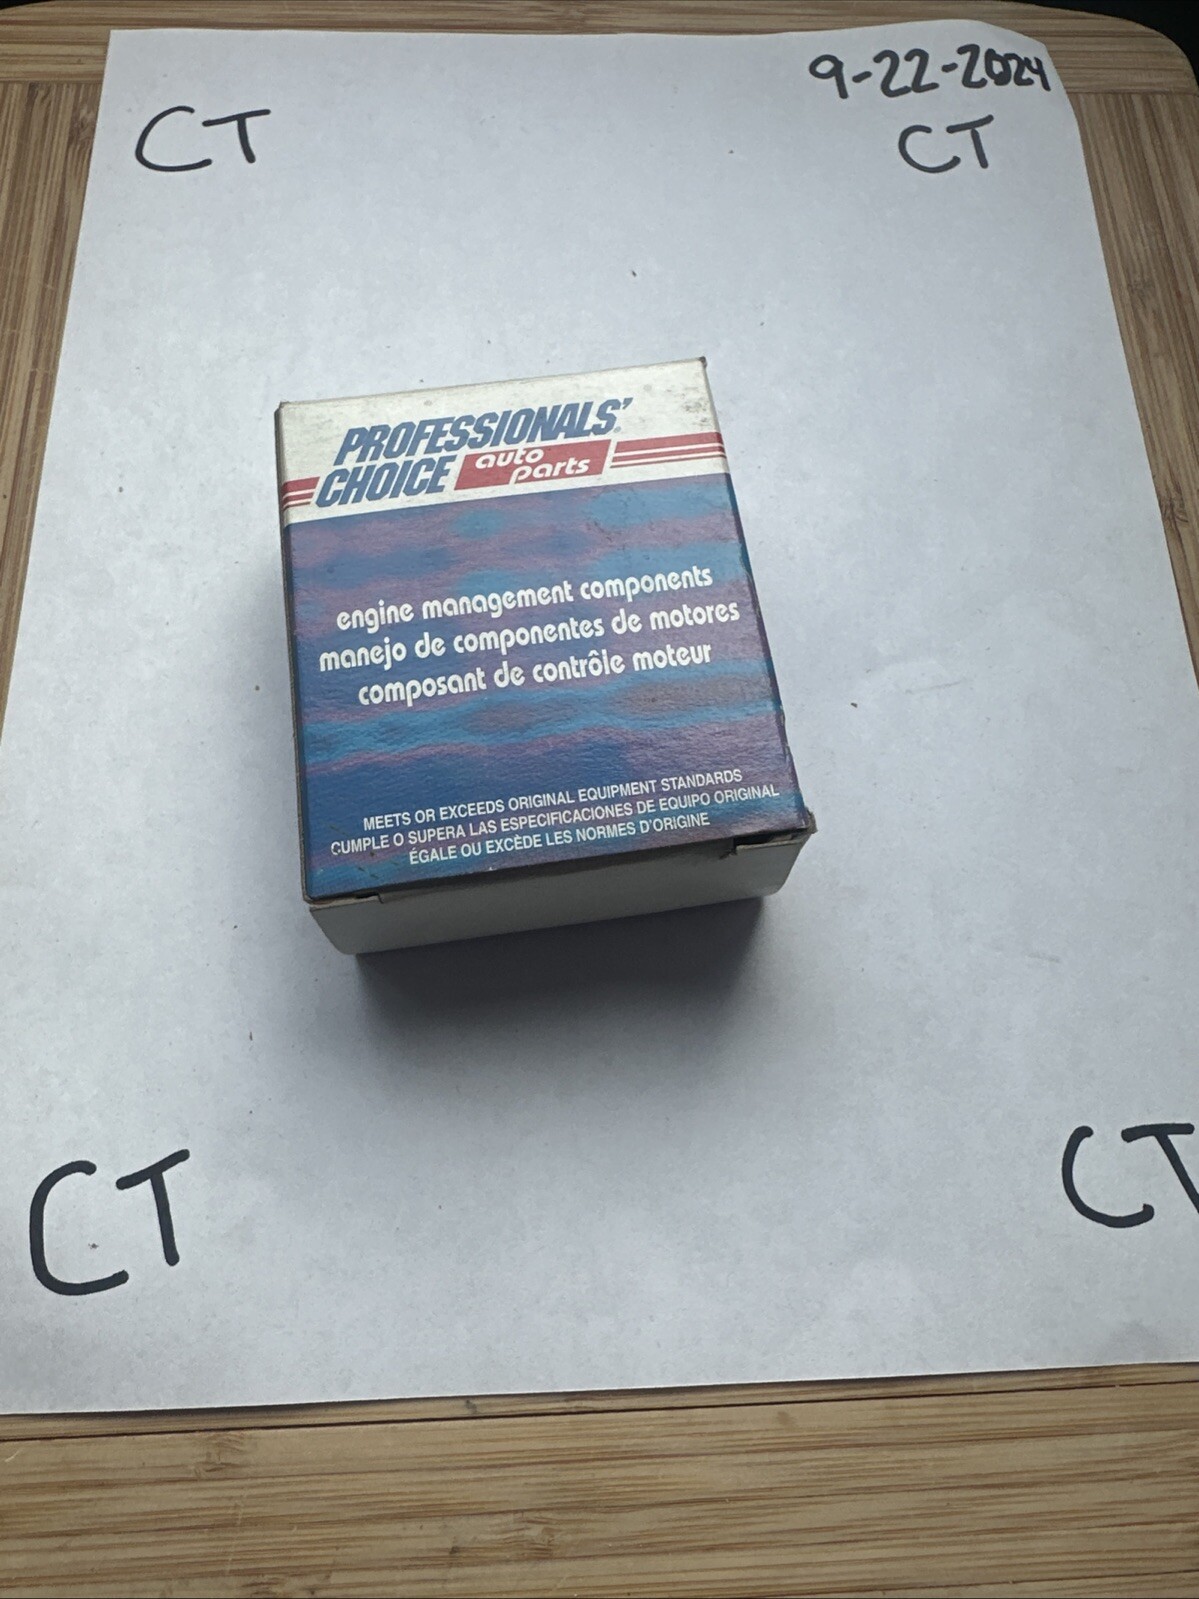 9-22-2024
CT
CT
PROFESSIONALS'
CHOICE auto parts
engine management components
manejo de componentes de motores
composant de contrôle moteur
MEETS OR EXCEEDS ORIGINAL EQUIPMENT STANDARDS
CUMPLE O SUPERA LAS ESPECIFICACIONES DE EQUIPO ORIGINAL
ÉGALE OU EXCÈDE LES NORMES D'ORIGINE
CT
CT